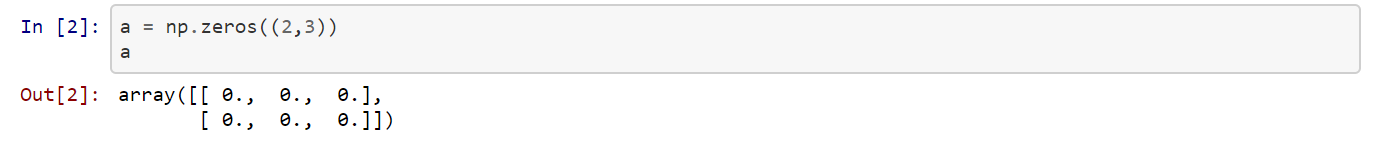 In [2]: a = np.zeros((2,3))
a
Out[2]: array([[ 0.,  0.,  0.],
[ 0.,  0.,  0.]])